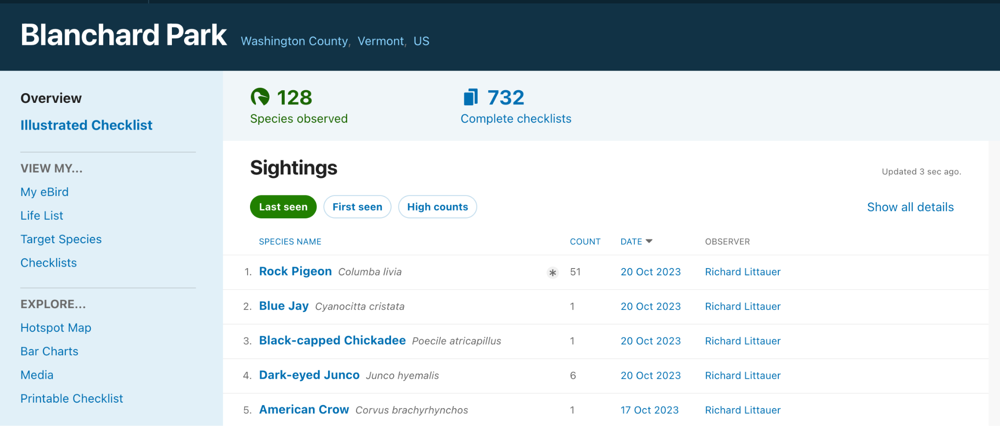 Blanchard Park Washington County, Vermont, US
Overview
Illustrated Checklist
VIEW MY...
My eBird
Life List
Target Species
Checklists
EXPLORE...
Hotspot Map
Bar Charts
Media
Printable Checklist
128
Species observed
732
Complete checklists
Sightings
Updated 3 sec ago.
Last seen First seen High counts Show all details
SPECIES NAME COUNT DATE OBSERVER
1. Rock Pigeon Columba livia * 51 20 Oct 2023 Richard Littauer
2. Blue Jay Cyanocitta cristata 1 20 Oct 2023 Richard Littauer
3. Black-capped Chickadee Poecile atricapillus 1 20 Oct 2023 Richard Littauer
4. Dark-eyed Junco Junco hyemalis 6 20 Oct 2023 Richard Littauer
5. American Crow Corvus brachyrhynchos 1 17 Oct 2023 Richard Littauer